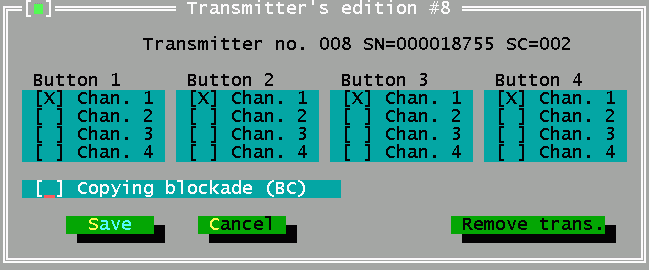 [■] Transmitter's edition #8
Transmitter no. 008 SN=000018755 SC=002
Button 1 Button 2 Button 3 Button 4
[X] Chan. 1 [X] Chan. 1 [X] Chan. 1 [X] Chan. 1
[ ] Chan. 2 [ ] Chan. 2 [ ] Chan. 2 [ ] Chan. 2
[ ] Chan. 3 [ ] Chan. 3 [ ] Chan. 3 [ ] Chan. 3
[ ] Chan. 4 [ ] Chan. 4 [ ] Chan. 4 [ ] Chan. 4
[_] Copying blockade (BC)
Save Cancel Remove trans.